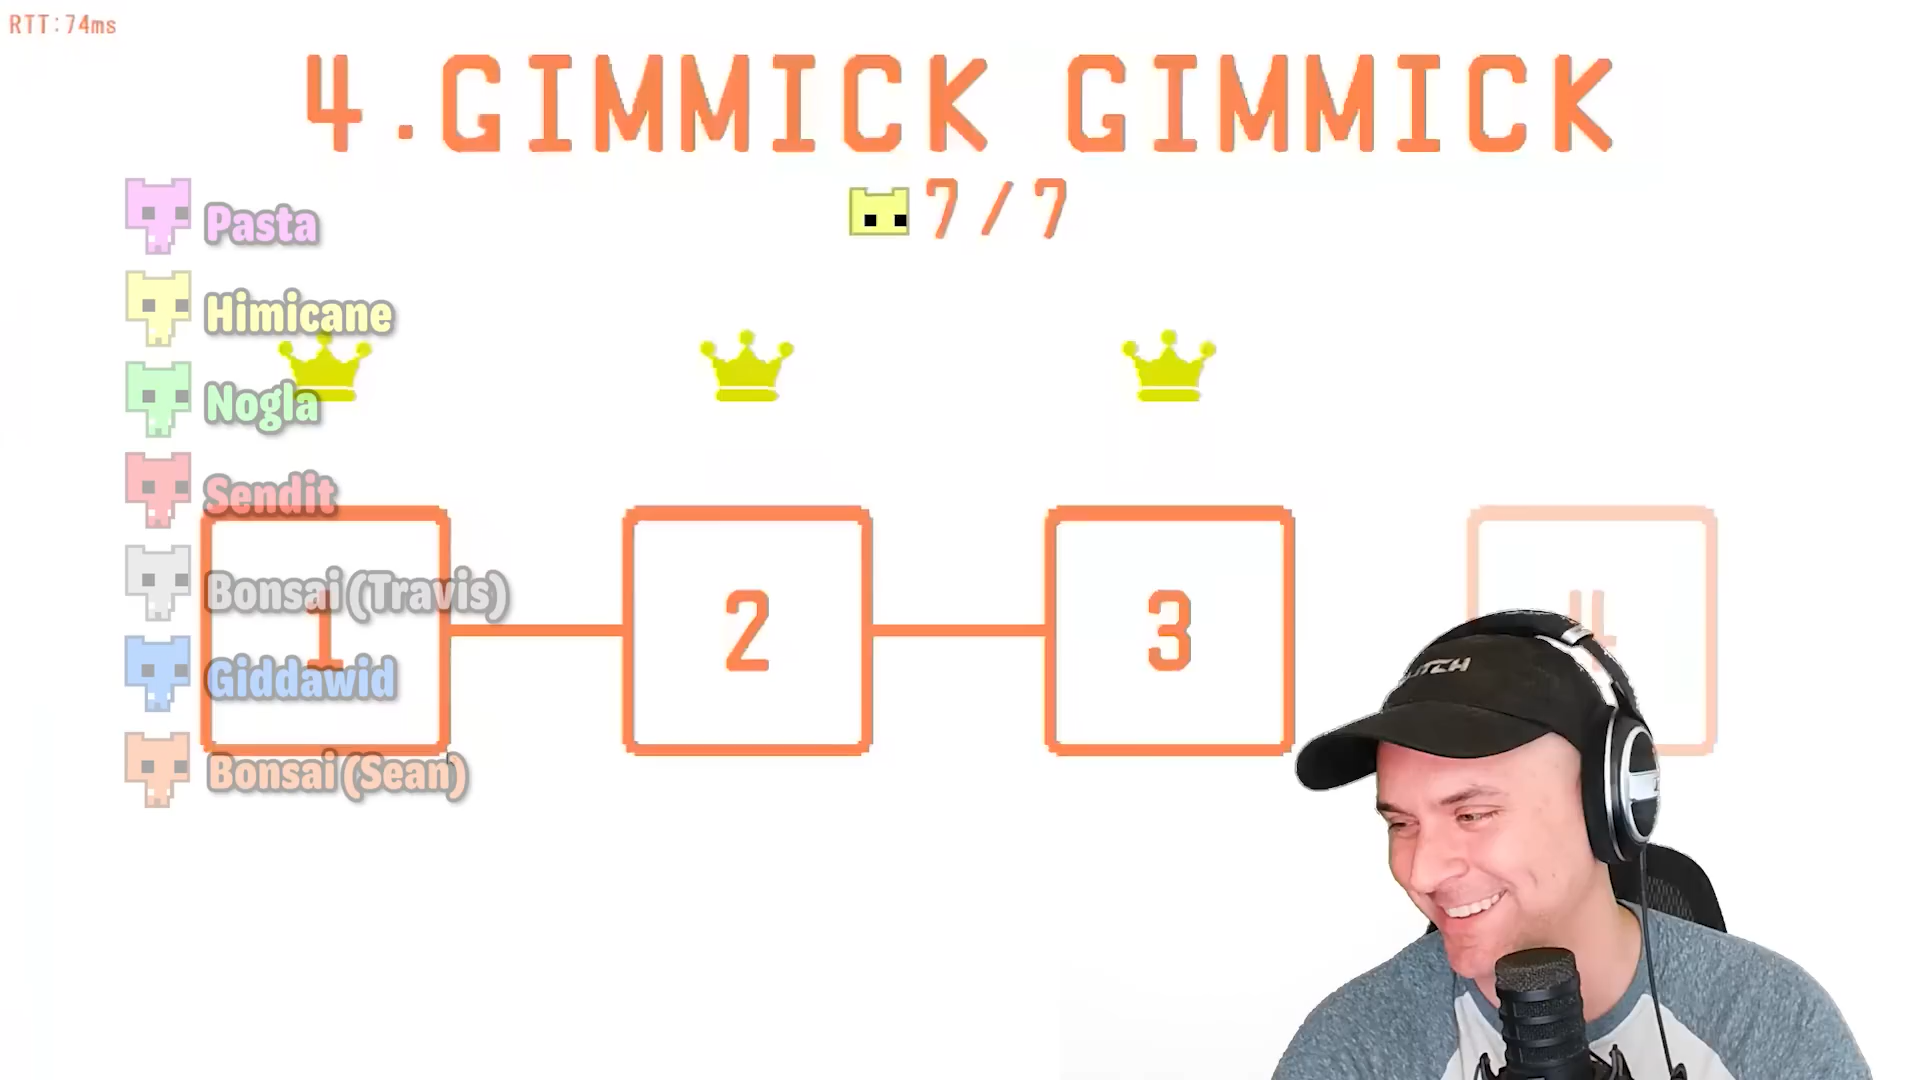 RTT:74ms
4.GIMMICK GIMMICK
7/7
Pasta
Himicane
Nogla
Sendit
Bonsai (Travis)
Giddawid
Bonsai (Sean)
1
2
3
4